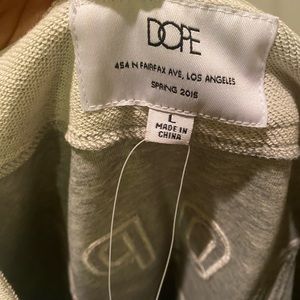 DOPE
454 N FAIRFAX AVE, LOS ANGELES
SPRING 2015
L
MADE IN
CHINA